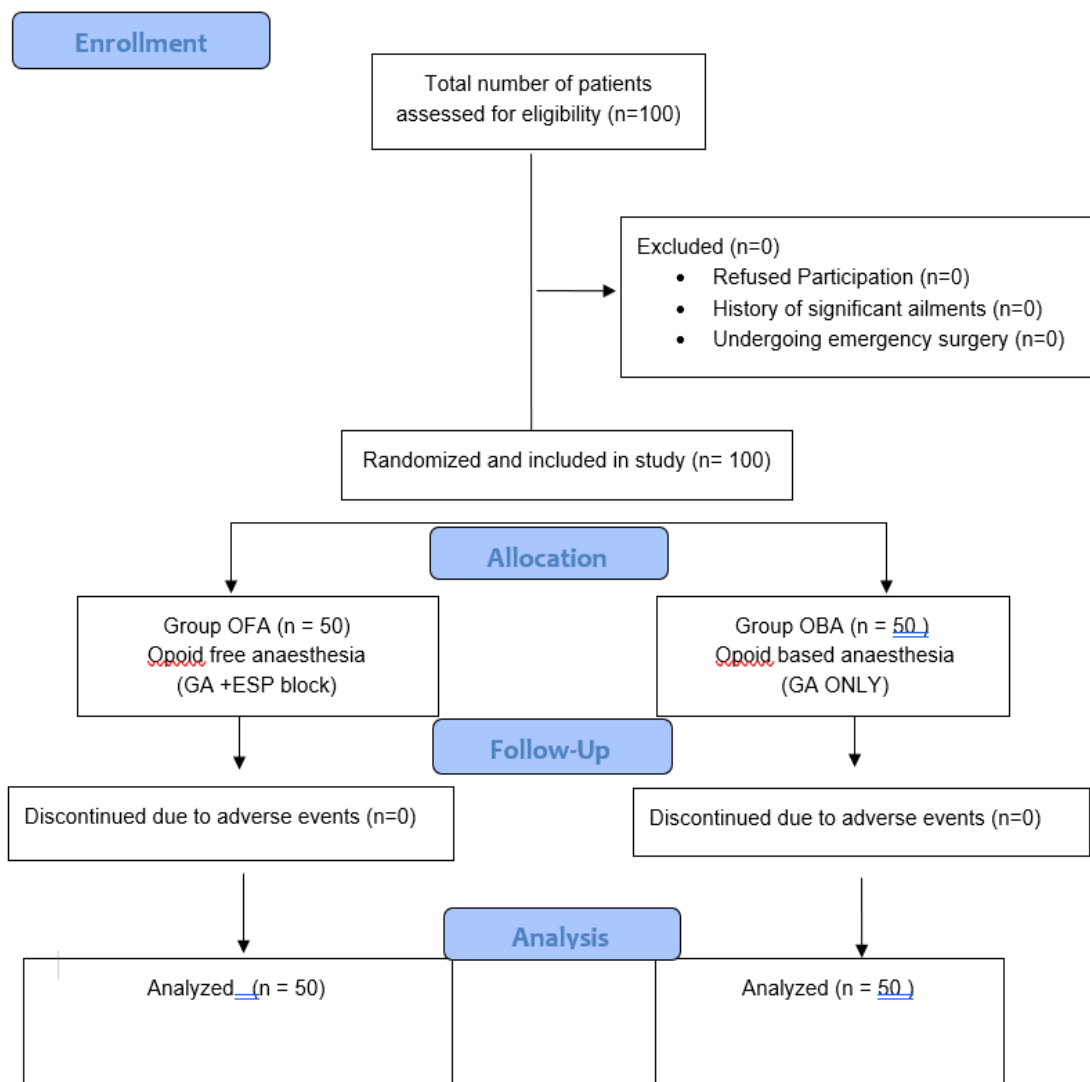 Enrollment
Total number of patients
assessed for eligibility (n=100)
Excluded (n=0)
• Refused Participation (n=0)
• History of significant ailments (n=0)
• Undergoing emergency surgery (n=0)
Randomized and included in study (n= 100)
Allocation
Group OFA (n = 50)
Opoid free anaesthesia
(GA +ESP block)
Group OBA (n = 50 )
Opoid based anaesthesia
(GA ONLY)
Follow-Up
Discontinued due to adverse events (n=0)
Discontinued due to adverse events (n=0)
Analysis
Analyzed (n = 50)
Analyzed (n = 50 )